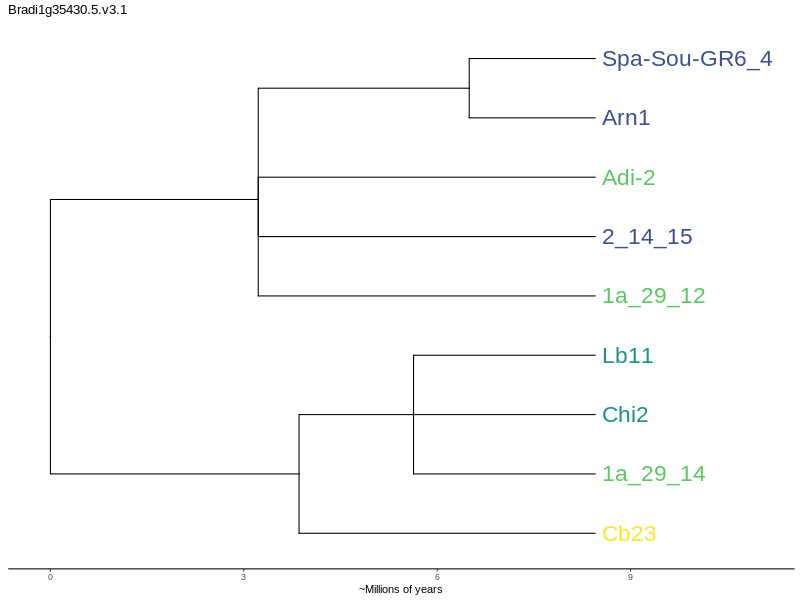 Bradi1g35430.5.v3.1
Spa-Sou-GR6_4
Arn1
Adi-2
2_14_15
1a_29_12
Lb11
Chi2
1a_29_14
Cb23
0 3 6 9
~Millions of years